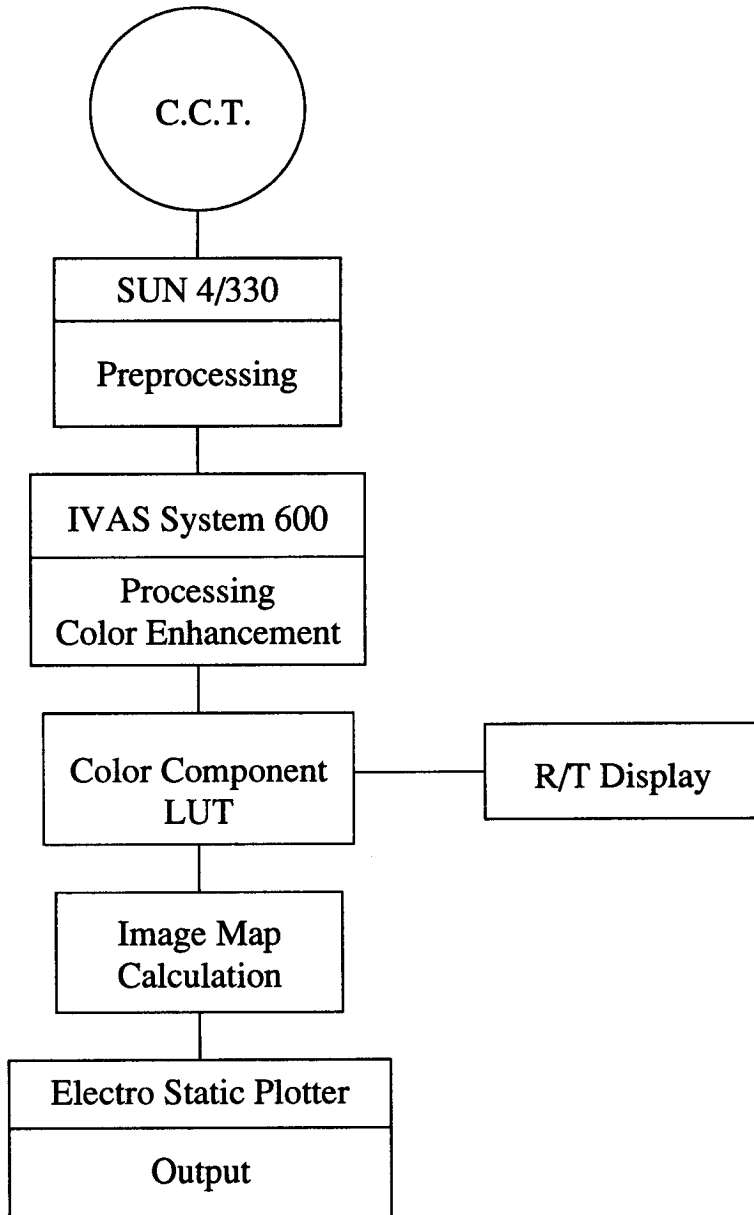 C.C.T.
SUN 4/330
Preprocessing
IVAS System 600
Processing
Color Enhancement
Color Component
LUT
R/T Display
Image Map
Calculation
Electro Static Plotter
Output